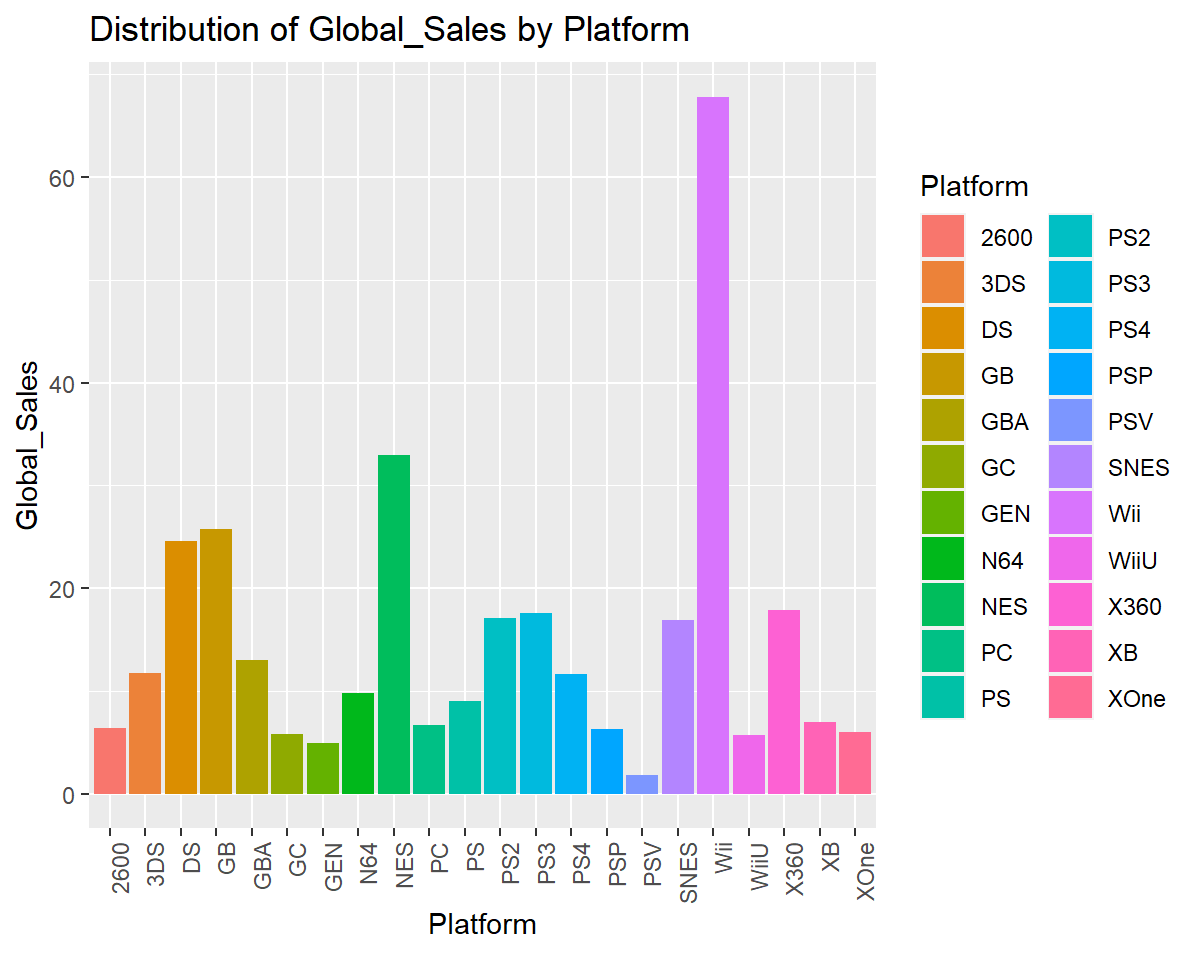 Distribution of Global_Sales by Platform
Global_Sales
60
40
20
0
2600
3DS
DS
GB
GBA
GC
GEN
N64
NES
PC
PS
PS2
PS3
PS4
PSP
PSV
SNES
Wii
WiiU
X360
XB
XOne
Platform
Platform
2600
3DS
DS
GB
GBA
GC
GEN
N64
NES
PC
PS
PS2
PS3
PS4
PSP
PSV
SNES
Wii
WiiU
X360
XB
XOne